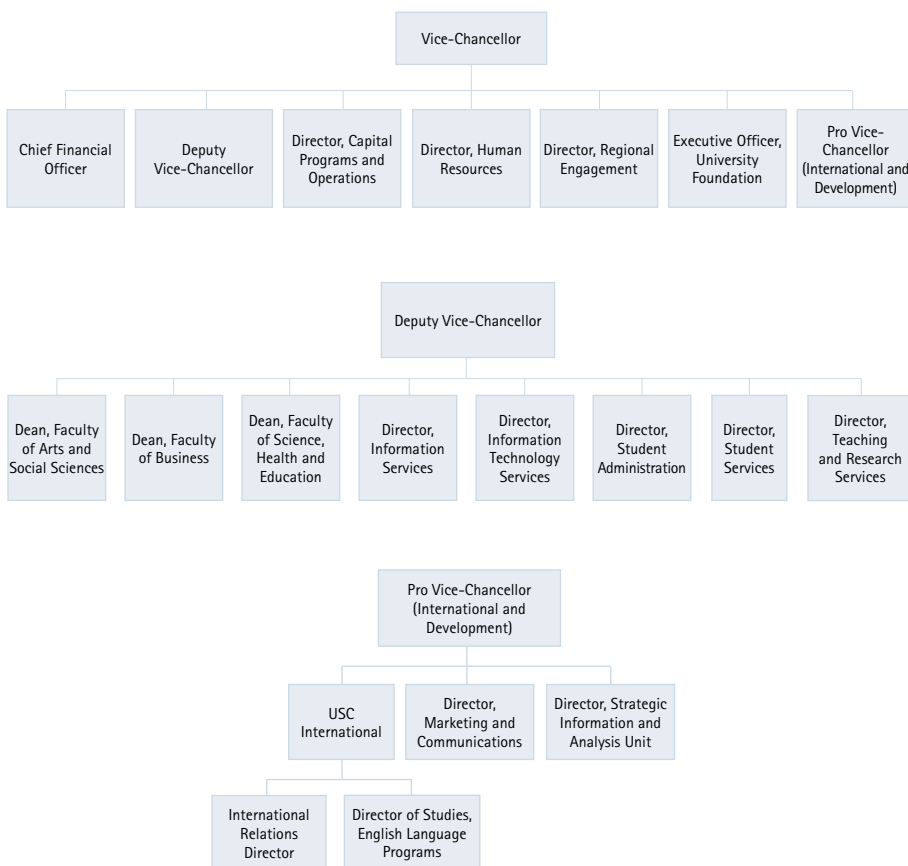 Vice-Chancellor
Chief Financial
Officer
Deputy
Vice-Chancellor
Director, Capital
Programs and
Operations
Director, Human
Resources
Director, Regional
Engagement
Executive Officer,
University
Foundation
Pro Vice-
Chancellor
(International and
Development)
Deputy Vice-Chancellor
Dean, Faculty
of Arts and
Social Sciences
Dean, Faculty
of Business
Dean, Faculty
of Science,
Health and
Education
Director,
Information
Services
Director,
Information
Technology
Services
Director,
Student
Administration
Director,
Student
Services
Director,
Teaching
and Research
Services
Pro Vice-Chancellor
(International and
Development)
USC
International
Director,
Marketing and
Communications
Director, Strategic
Information and
Analysis Unit
International
Relations
Director
Director of Studies,
English Language
Programs